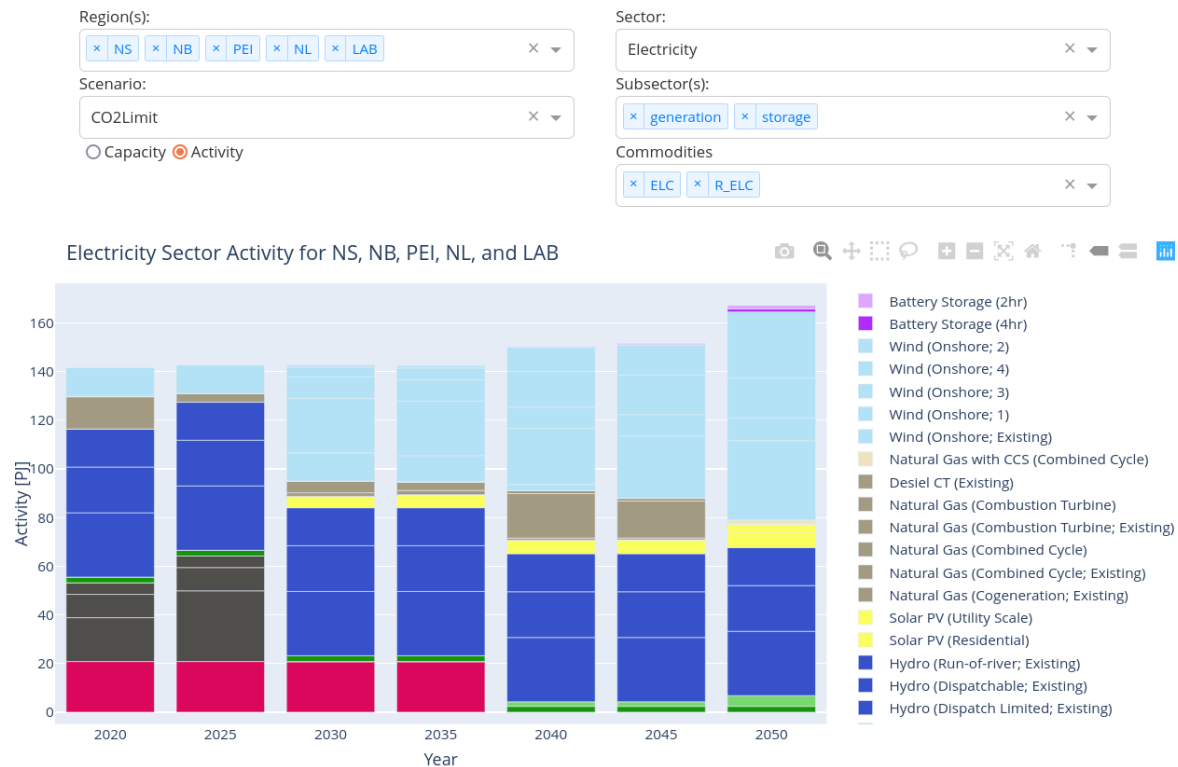 Region(s):
× NS × NB × PEI × NL × LAB ×
Scenario:
CO2Limit ×
Capacity Activity
Sector:
Electricity ×
Subsector(s):
× generation × storage ×
Commodities
× ELC × R_ELC ×
Electricity Sector Activity for NS, NB, PEI, NL, and LAB
Activity [PJ]
160
140
120
100
80
60
40
20
0
2020 2025 2030 2035 2040 2045 2050
Year
Battery Storage (2hr)
Battery Storage (4hr)
Wind (Onshore; 2)
Wind (Onshore; 4)
Wind (Onshore; 3)
Wind (Onshore; 1)
Wind (Onshore; Existing)
Natural Gas with CCS (Combined Cycle)
Desiel CT (Existing)
Natural Gas (Combustion Turbine)
Natural Gas (Combustion Turbine; Existing)
Natural Gas (Combined Cycle)
Natural Gas (Combined Cycle; Existing)
Natural Gas (Cogeneration; Existing)
Solar PV (Utility Scale)
Solar PV (Residential)
Hydro (Run-of-river; Existing)
Hydro (Dispatchable; Existing)
Hydro (Dispatch Limited; Existing)